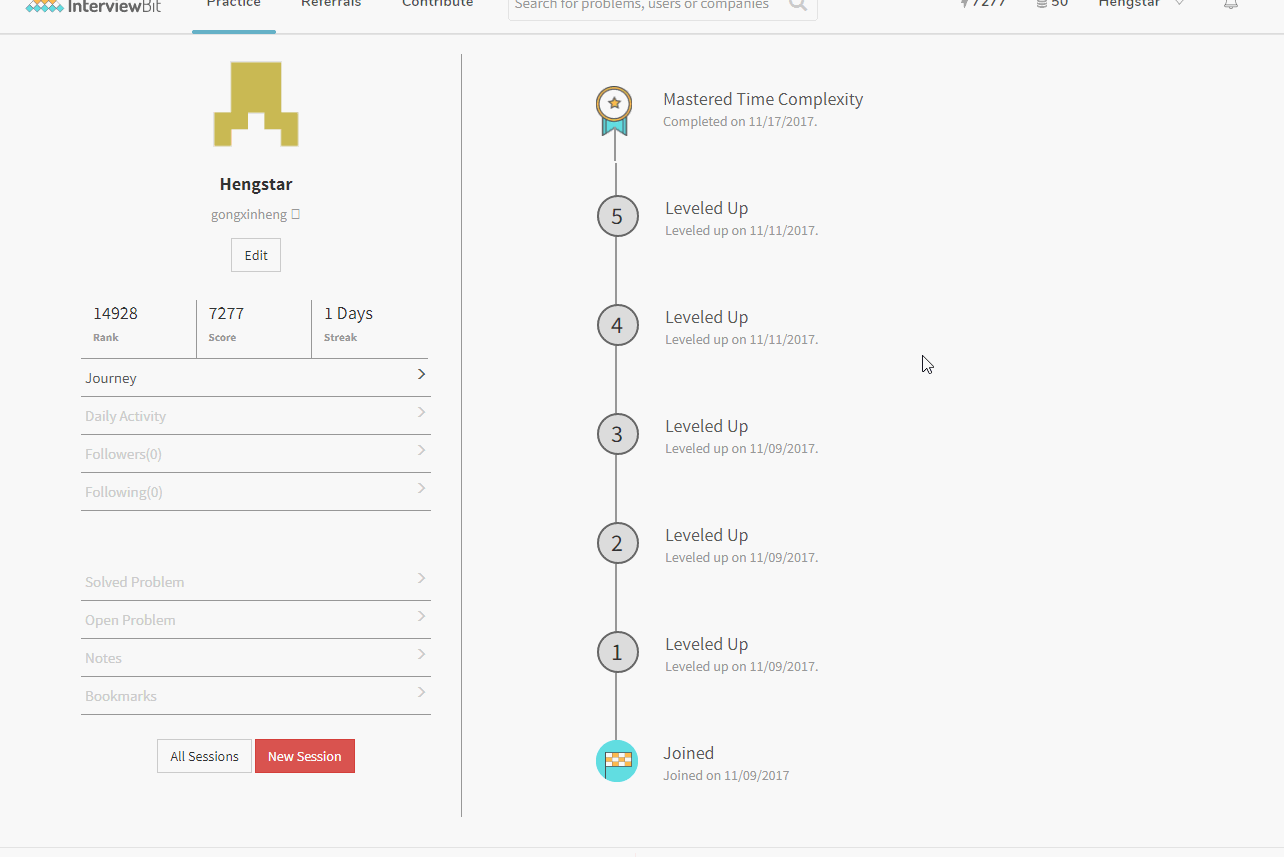 InterviewBit
Practice
Referrals
Contribute
Search for problems, users or companies
7277
50
Hengstar
Hengstar
gongxinheng
Edit
14928
Rank
7277
Score
1 Days
Streak
Journey
Daily Activity
Followers(0)
Following(0)
Solved Problem
Open Problem
Notes
Bookmarks
All Sessions
New Session
Mastered Time Complexity
Completed on 11/17/2017.
5
Leveled Up
Leveled up on 11/11/2017.
4
Leveled Up
Leveled up on 11/11/2017.
3
Leveled Up
Leveled up on 11/09/2017.
2
Leveled Up
Leveled up on 11/09/2017.
1
Leveled Up
Leveled up on 11/09/2017.
Joined
Joined on 11/09/2017